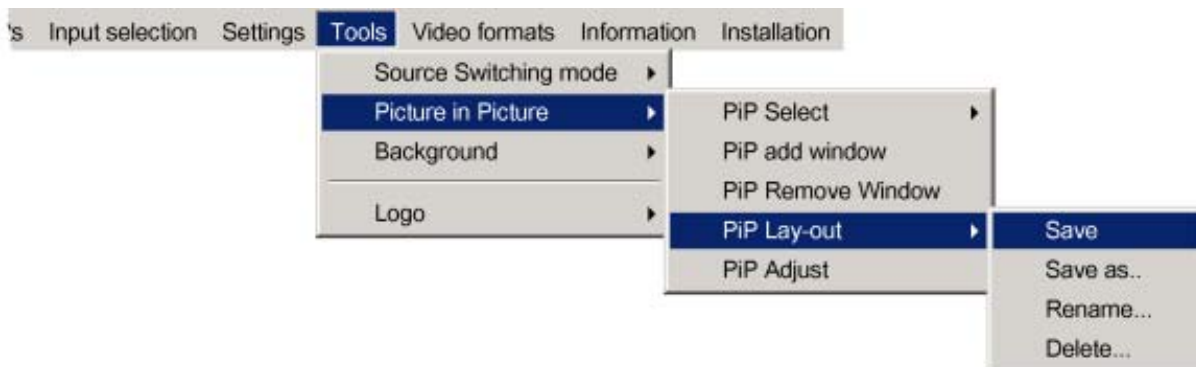 's Input selection Settings Tools Video formats Information Installation
Source Switching mode
Picture in Picture
Background
Logo
PiP Select
PiP add window
PiP Remove Window
PiP Lay-out
PiP Adjust
Save
Save as..
Rename...
Delete...